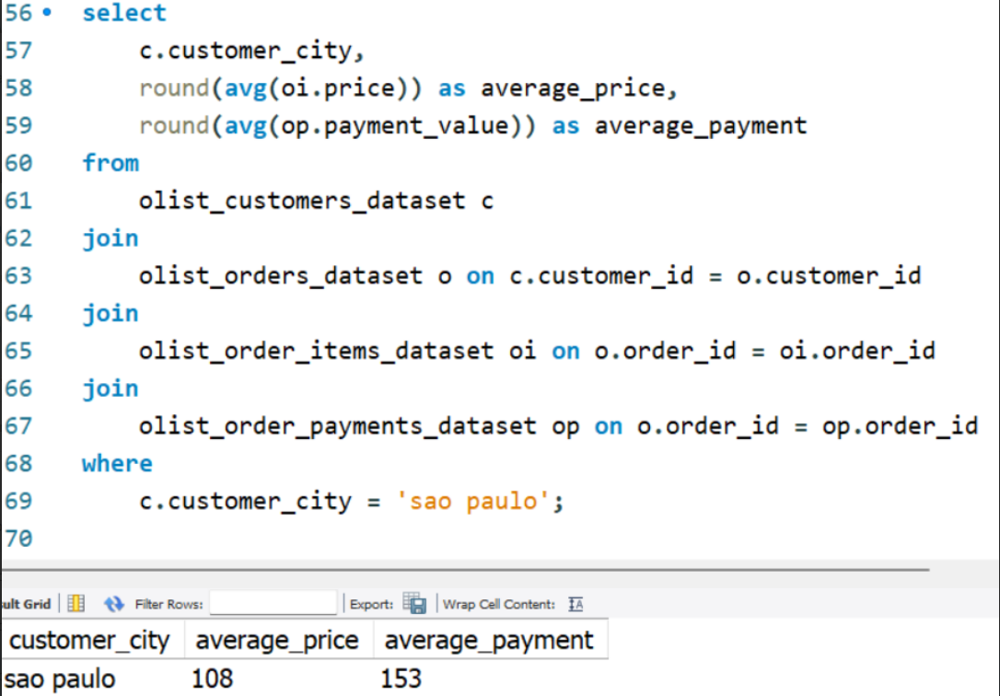 56 select
57 c.customer_city,
58 round(avg(oi.price)) as average_price,
59 round(avg(op.payment_value)) as average_payment
60 from
61 olist_customers_dataset c
62 join
63 olist_orders_dataset o on c.customer_id = o.customer_id
64 join
65 olist_order_items_dataset oi on o.order_id = oi.order_id
66 join
67 olist_order_payments_dataset op on o.order_id = op.order_id
68 where
69 c.customer_city = 'sao paulo';
70
sult Grid Filter Rows: Export: Wrap Cell Content: IA
customer_city average_price average_payment
sao paulo 108 153